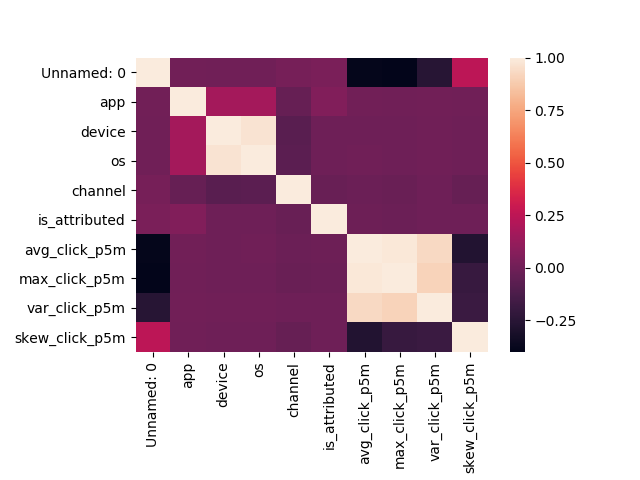 Unnamed: 0
app
device
os
channel
is_attributed
avg_click_p5m
max_click_p5m
var_click_p5m
skew_click_p5m
Unnamed: 0
app
device
os
channel
is_attributed
avg_click_p5m
max_click_p5m
var_click_p5m
skew_click_p5m
1.00
0.75
0.50
0.25
0.00
−0.25